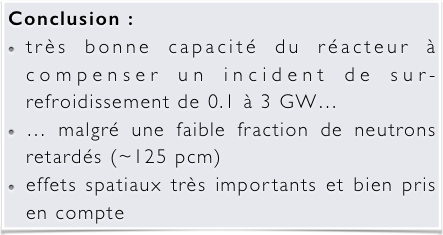 Conclusion :
• très bonne capacité du réacteur à
compenser un incident de sur-
refroidissement de 0.1 à 3 GW...
• ... malgré une faible fraction de neutrons
retardés (~125 pcm)
• effets spatiaux très importants et bien pris
en compte